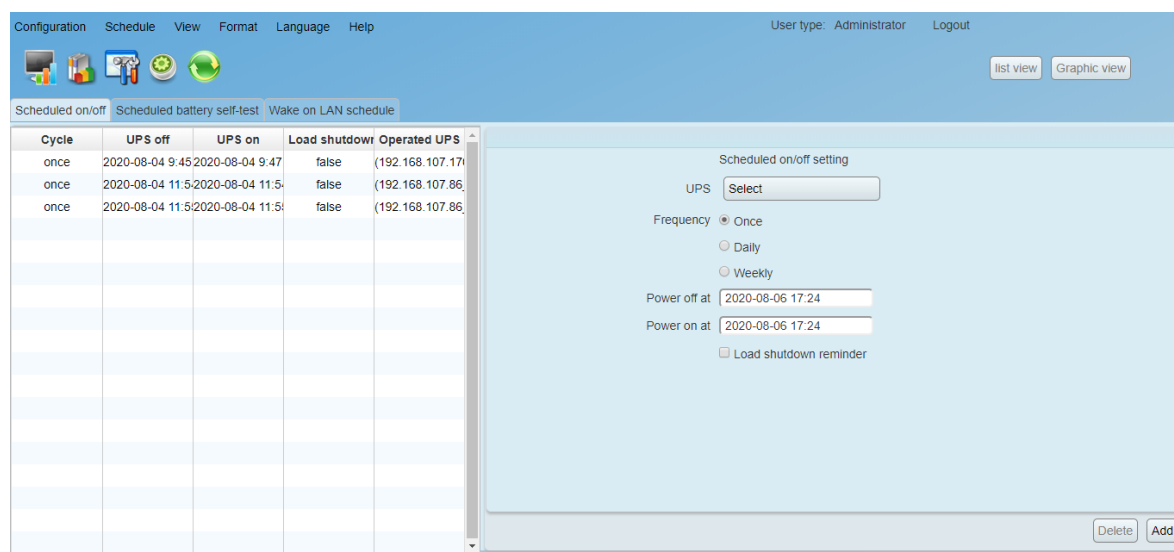 Configuration Schedule View Format Language Help User type: Administrator Logout
list view Graphic view
Scheduled on/off Scheduled battery self-test Wake on LAN schedule
Cycle UPS off UPS on Load shutdown Operated UPS
once 2020-08-04 9:45 2020-08-04 9:47 false (192.168.107.170
once 2020-08-04 11:5 2020-08-04 11:5 false (192.168.107.86_
once 2020-08-04 11:5 2020-08-04 11:5 false (192.168.107.86_
Scheduled on/off setting
UPS Select
Frequency Once
Daily
Weekly
Power off at 2020-08-06 17:24
Power on at 2020-08-06 17:24
Load shutdown reminder
Delete Add